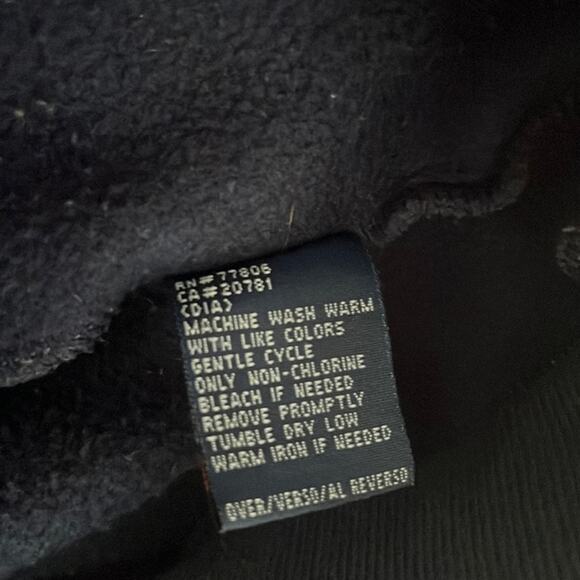 RN#77806
CA#20781
(DIA)
MACHINE WASH WARM
WITH LIKE COLORS
GENTLE CYCLE
ONLY NON-CHLORINE
BLEACH IF NEEDED
REMOVE PROMPTLY
TUMBLE DRY LOW
WARM IRON IF NEEDED
OVER/VERSO/AL REVERSO